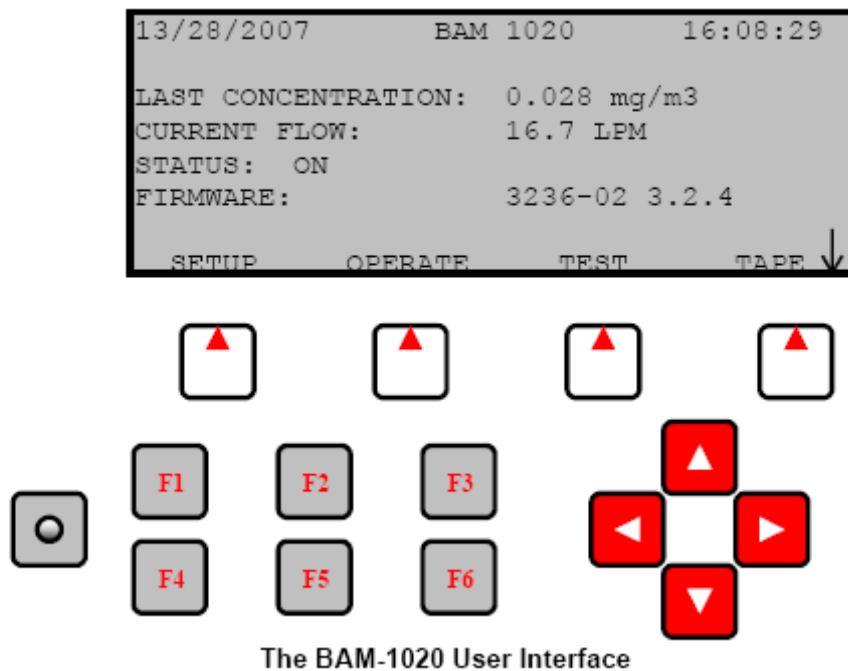 13/28/2007 BAM 1020 16:08:29
LAST CONCENTRATION: 0.028 mg/m3
CURRENT FLOW: 16.7 LPM
STATUS: ON
FIRMWARE: 3236-02 3.2.4
SETUP OPERATE TEST TAPE
F1 F2 F3
F4 F5 F6
The BAM-1020 User Interface